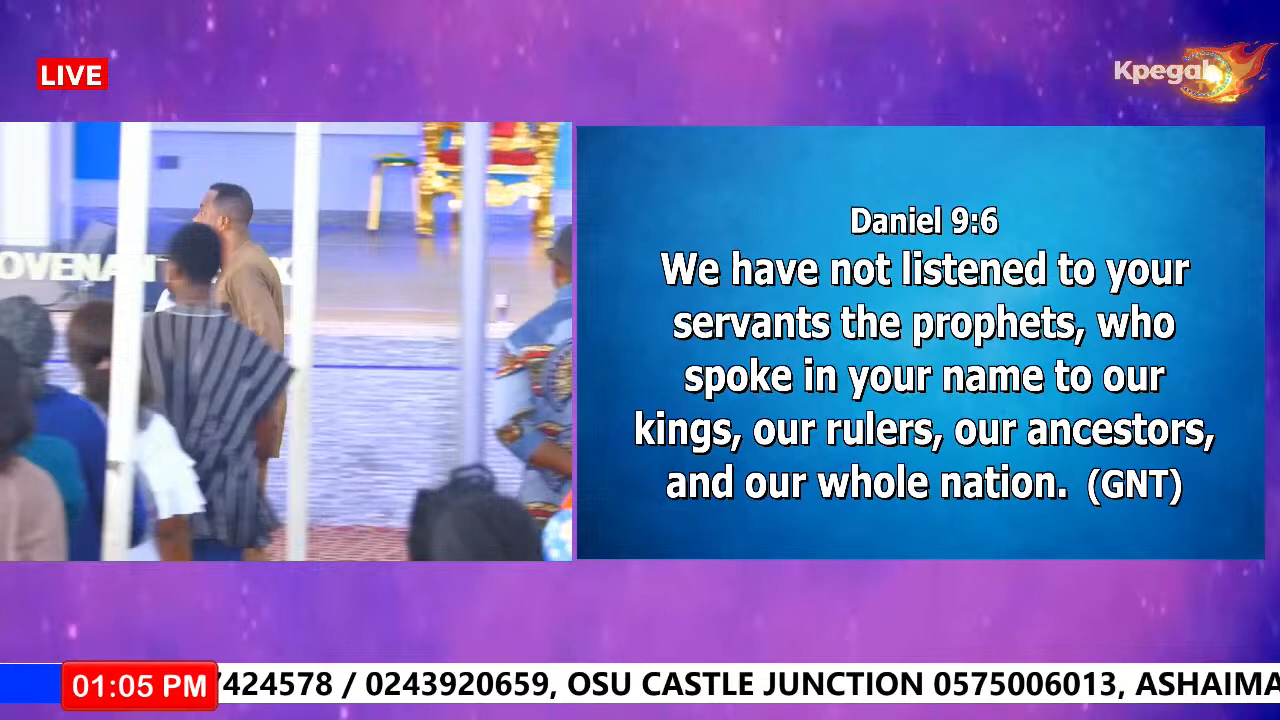 LIVE
Kpegah
Daniel 9:6
We have not listened to your
servants the prophets, who
spoke in your name to our
kings, our rulers, our ancestors,
and our whole nation. (GNT)
01:05 PM
7424578 / 0243920659, OSU CASTLE JUNCTION 0575006013, ASHAIMA